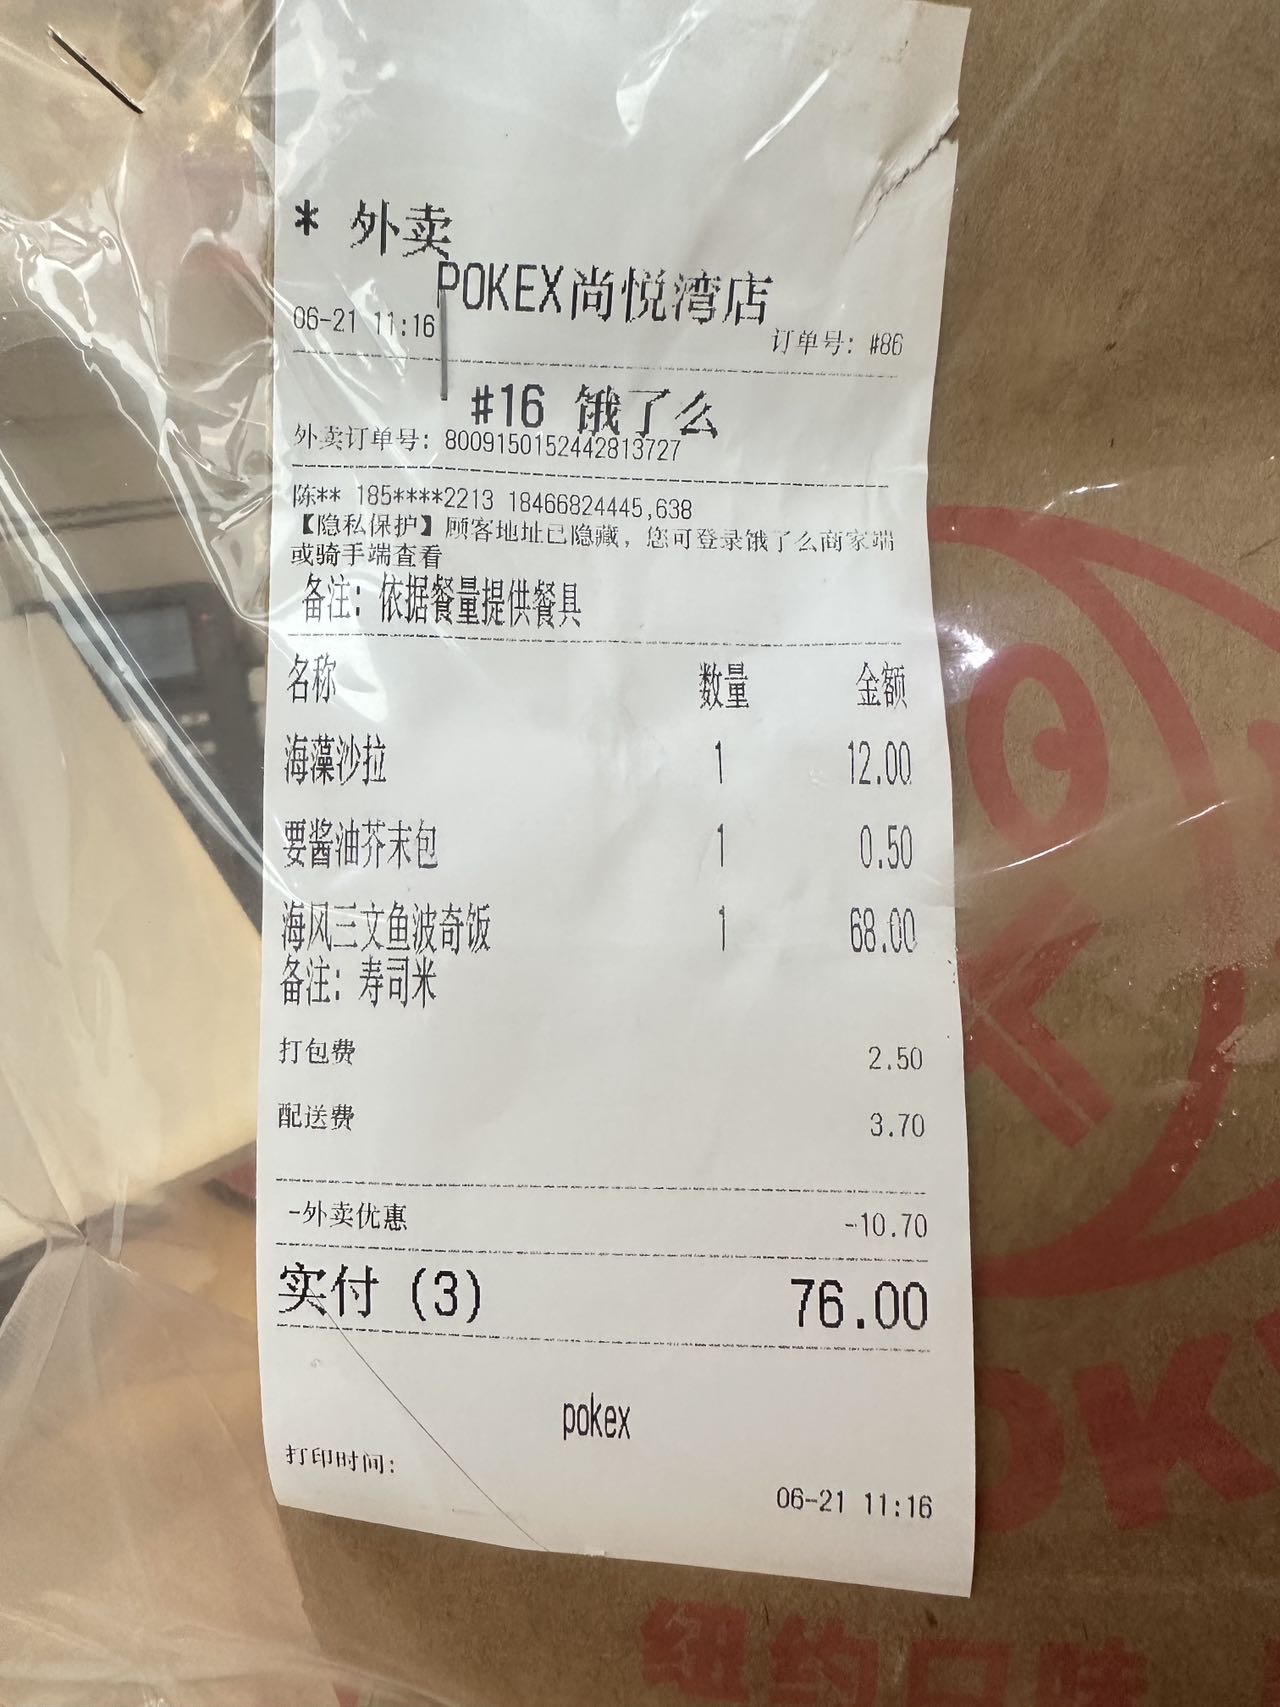 * 外卖
POKEX尚悦湾店
06-21 11:16
订单号: #86
#16 饿了么
外卖订单号: 8009150152442813727
陈** 185****2213 18466824445,638
【隐私保护】顾客地址已隐藏，您可登录饿了么商家端
或骑手端查看
备注: 依据餐量提供餐具
名称 数量 金额
海藻沙拉 1 12.00
要酱油芥末包 1 0.50
海风三文鱼波奇饭 1 68.00
备注: 寿司米
打包费 2.50
配送费 3.70
-外卖优惠 -10.70
实付 (3) 76.00
pokex
打印时间:
06-21 11:16
纽约口味